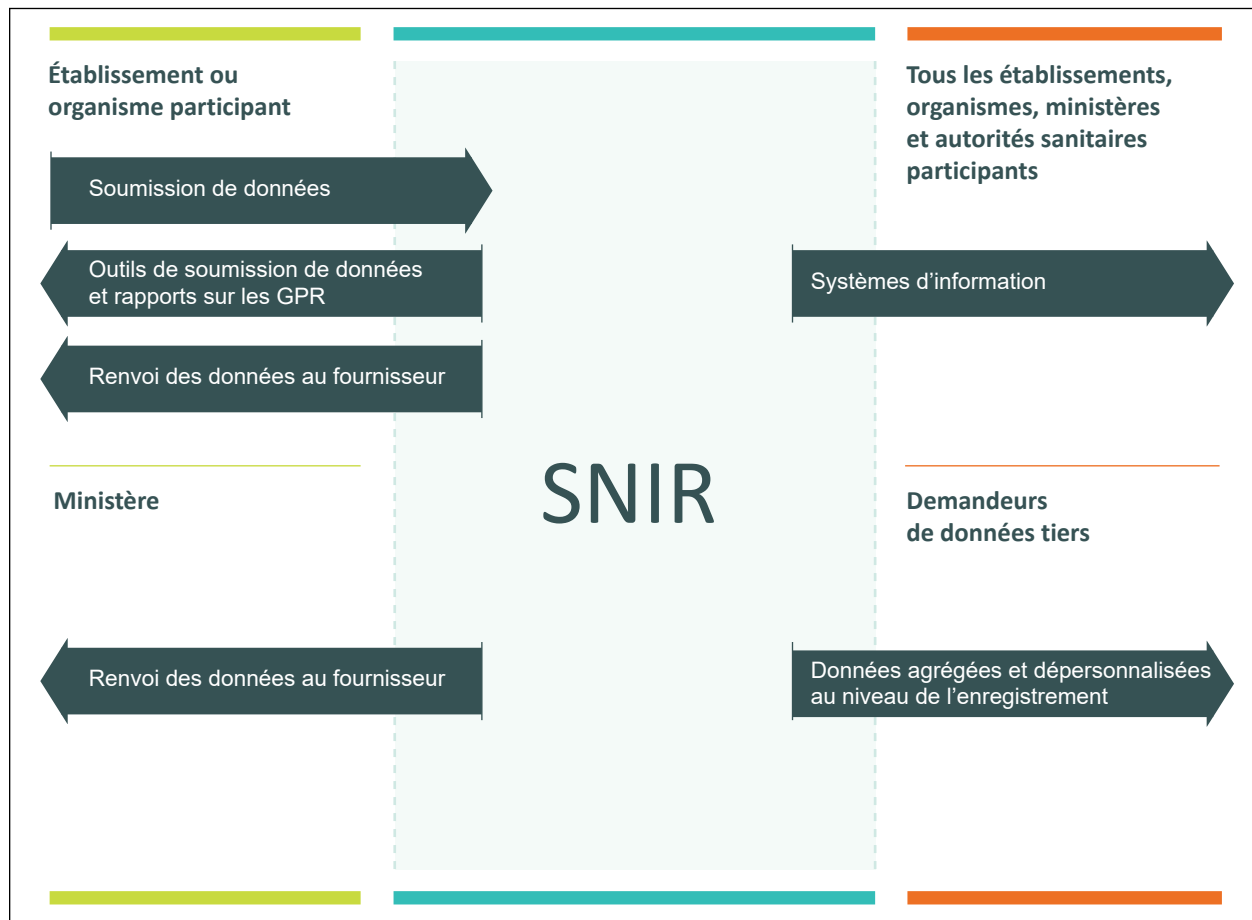 Établissement ou
organisme participant
Soumission de données
Outils de soumission de données
et rapports sur les GPR
Renvoi des données au fournisseur
Ministère
Renvoi des données au fournisseur
SNIR
Tous les établissements,
organismes, ministères
et autorités sanitaires
participants
Systèmes d’information
Demandeurs
de données tiers
Données agrégées et dépersonnalisées
au niveau de l’enregistrement